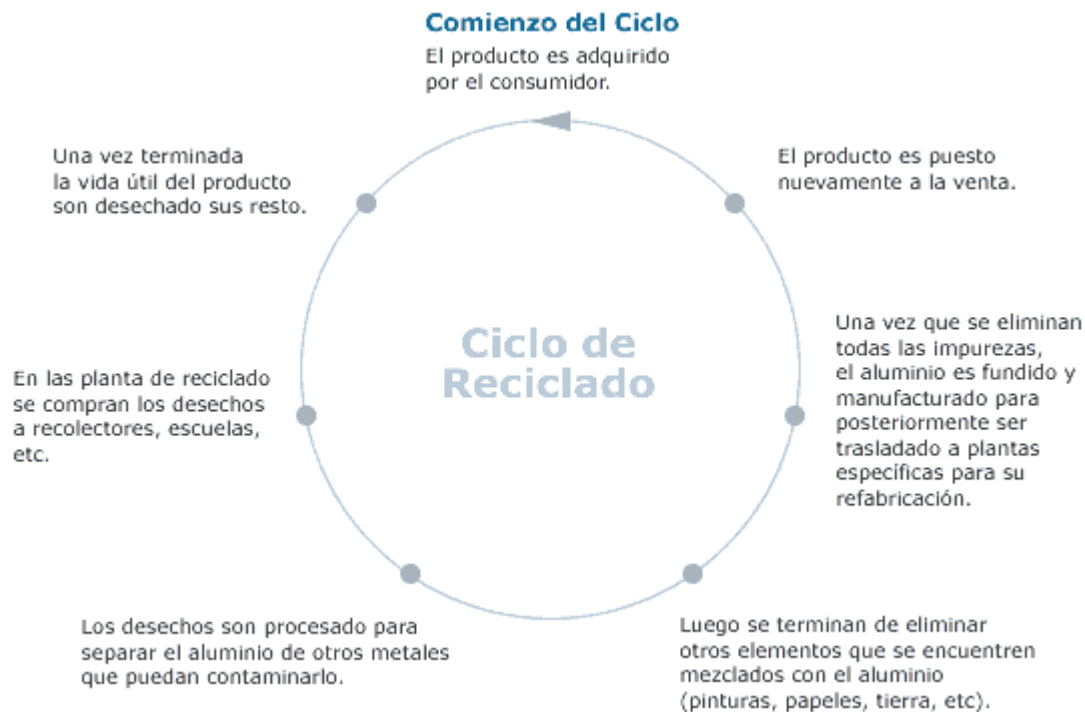 Comienzo del Ciclo
El producto es adquirido
por el consumidor.
Una vez terminada
la vida útil del producto
son desechado sus resto.
En las planta de reciclado
se compran los desechos
a recolectores, escuelas,
etc.
Los desechos son procesado para
separar el aluminio de otros metales
que puedan contaminarlo.
Luego se terminan de eliminar
otros elementos que se encuentren
mezclados con el aluminio
(pinturas, papeles, tierra, etc).
Una vez que se eliminan
todas las impurezas,
el aluminio es fundido y
manufacturado para
posteriormente ser
trasladado a plantas
específicas para su
refabricación.
El producto es puesto
nuevamente a la venta.
Ciclo de
Reciclado